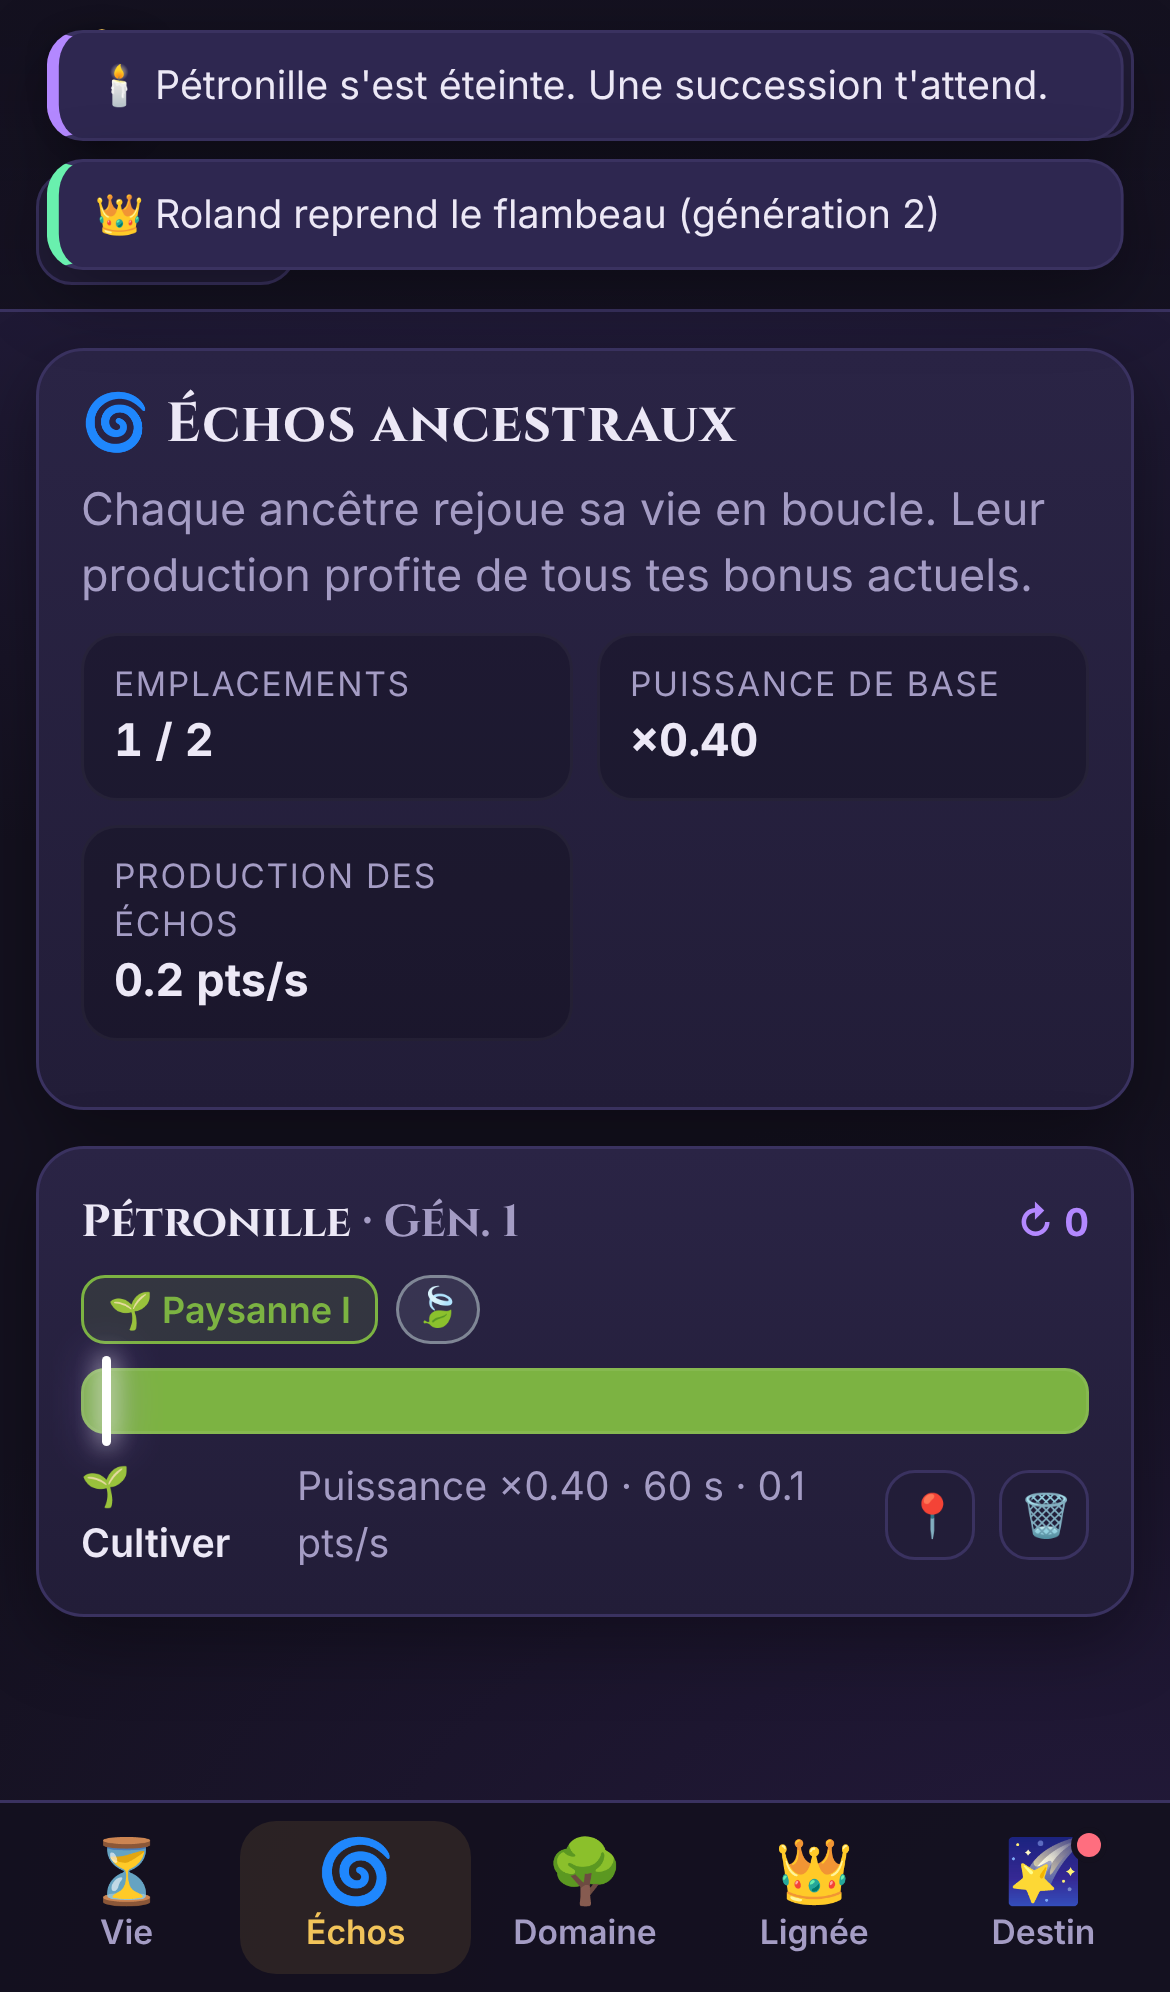 Pétronille s'est éteinte. Une succession t'attend.
Roland reprend le flambeau (génération 2)
Échos ancestraux
Chaque ancêtre rejoue sa vie en boucle. Leur
production profite de tous tes bonus actuels.
EMPLACEMENTS
1 / 2
PUISSANCE DE BASE
×0.40
PRODUCTION DES
ÉCHOS
0.2 pts/s
Pétronille · Gén. 1
↻ 0
Paysanne I
Cultiver
Puissance ×0.40 · 60 s · 0.1
pts/s
Vie
Échos
Domaine
Lignée
Destin